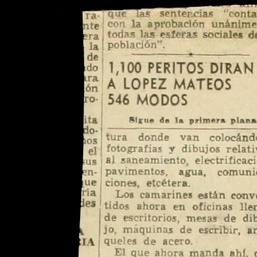 que las sentencias "conta
con la aprobación unánime
todas las esferas sociales de
población".
1,100 PERITOS DIRAN
A LOPEZ MATEOS
546 MODOS
Sigue de la primera plana
tura donde van colocándo
fotografías y dibujos relativ
al saneamiento, electrificaci
pavimentos, agua, comuni
ciones, etcétera.
Los camarines están conve
tidos ahora en oficinas llen
de escritorios, mesas de dibu
jo, máquinas de escribir, an
queles de acero.
El que ahora manda ahí, e